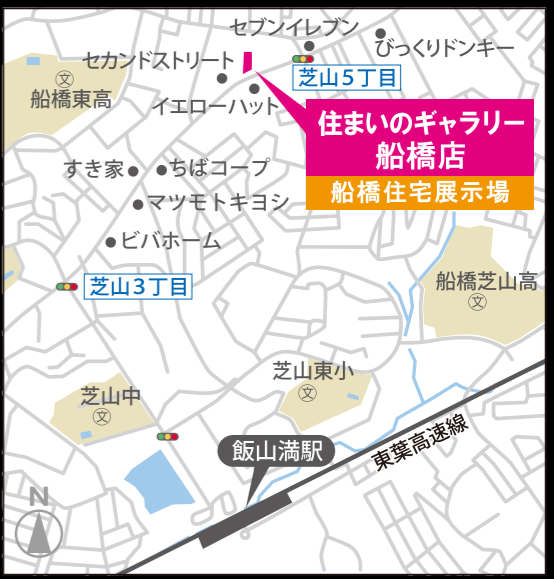 セブンイレブン
びっくりドンキー
セカンドストリート
芝山5丁目
文
船橋東高
イエローハット
住まいのギャラリー
船橋店
船橋住宅展示場
すき家
ちばコープ
マツモトキヨシ
ビバホーム
芝山3丁目
船橋芝山高
文
芝山東小
文
芝山中
文
飯山満駅
東葉高速線
N